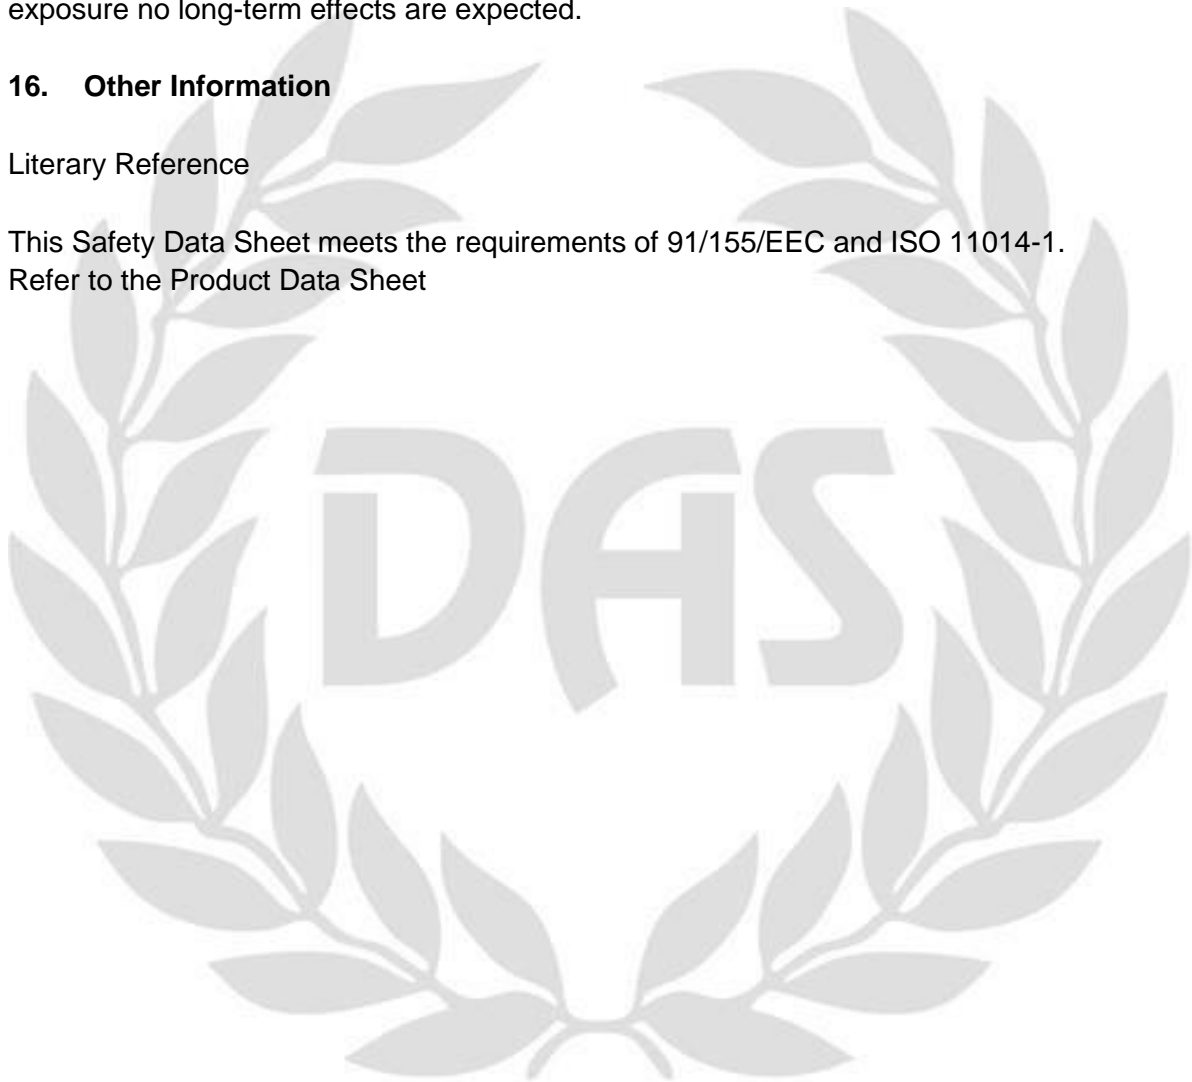 exposure no long-term effects are expected.
16. Other Information
Literary Reference
This Safety Data Sheet meets the requirements of 91/155/EEC and ISO 11014-1.
Refer to the Product Data Sheet
DAS